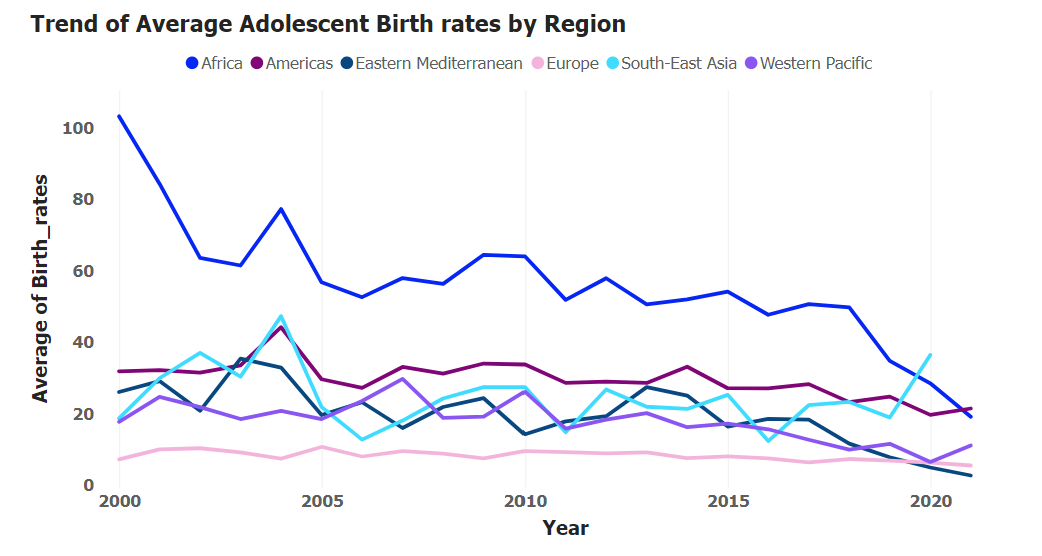 Trend of Average Adolescent Birth rates by Region
Africa Americas Eastern Mediterranean Europe South-East Asia Western Pacific
100
80
60
40
20
0
Average of Birth_rates
2000 2005 2010 2015 2020
Year